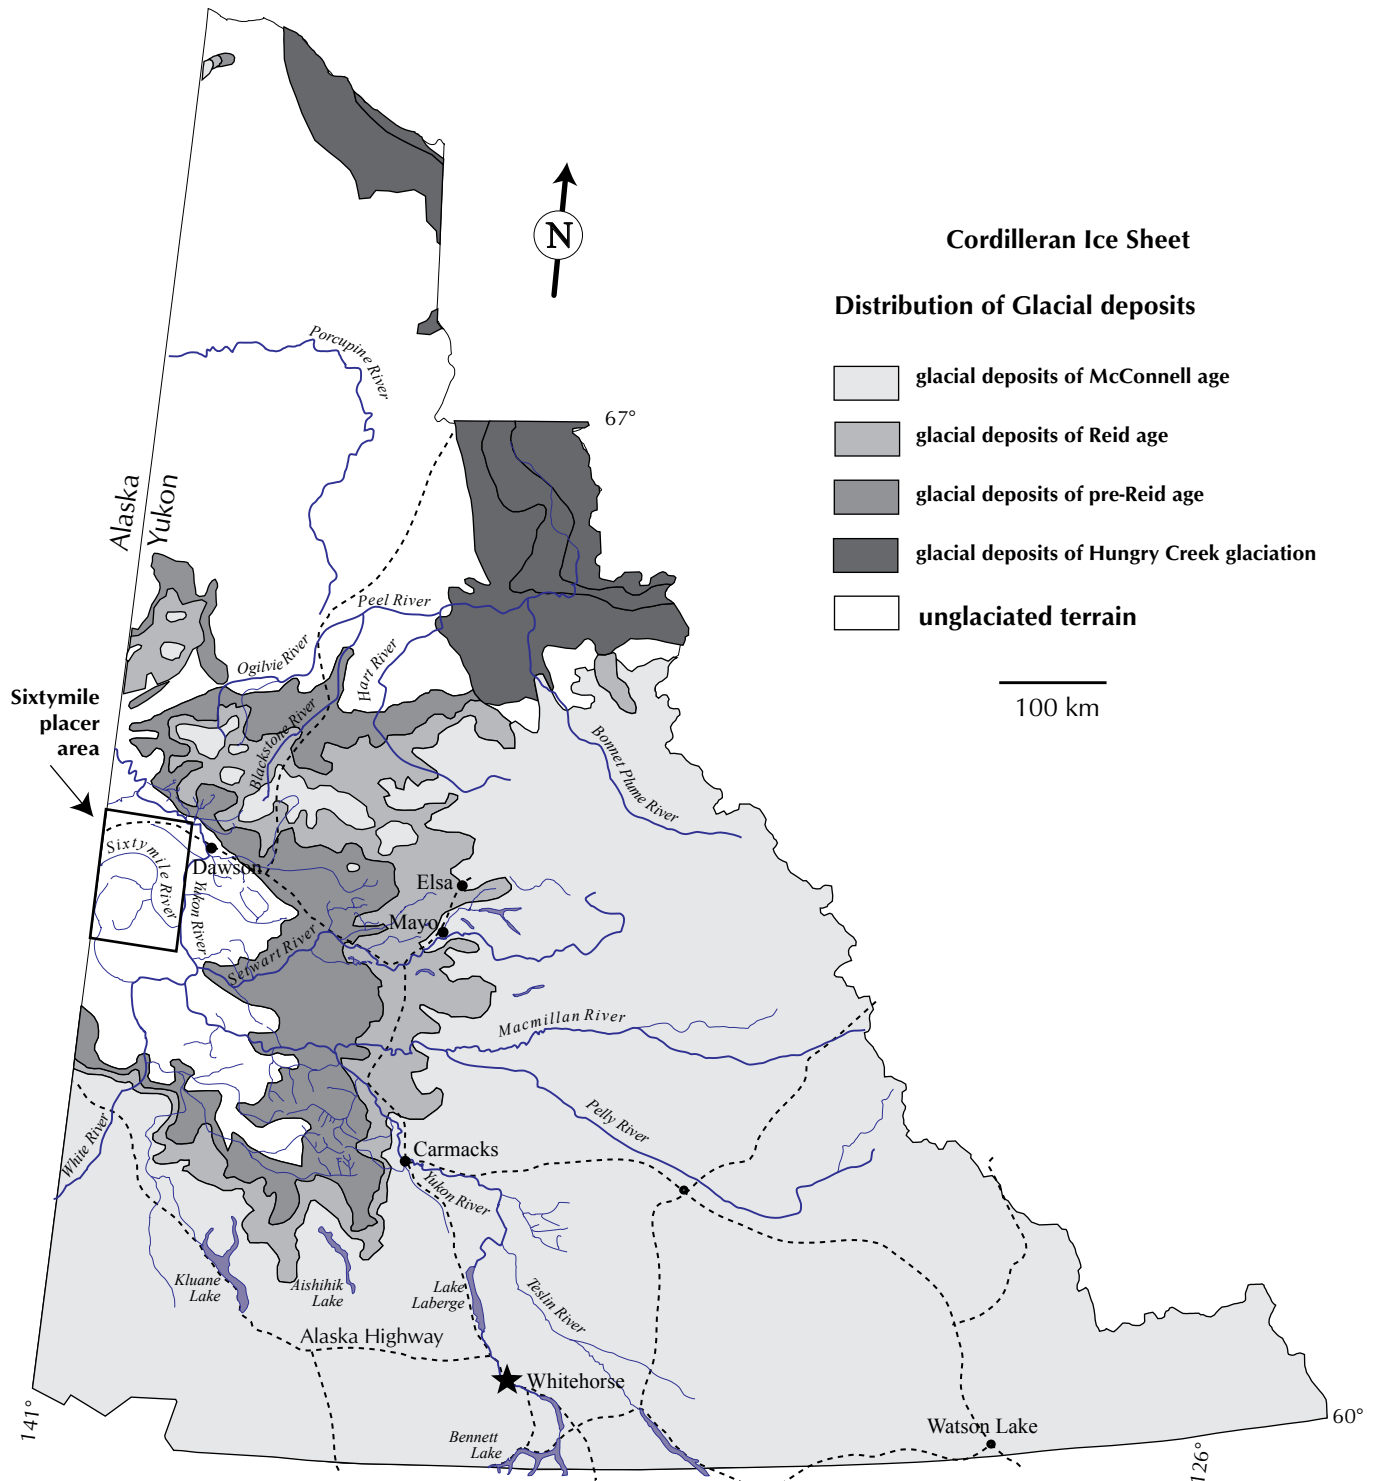 N
Cordilleran Ice Sheet
Distribution of Glacial deposits
glacial deposits of McConnell age
glacial deposits of Reid age
glacial deposits of pre-Reid age
glacial deposits of Hungry Creek glaciation
unglaciated terrain
100 km
Porcupine River
67°
Alaska
Yukon
Peel River
Ogilvie River
Hart River
Sixtymile
placer
area
Blackstone River
Bonnet Plume River
Sixtymile River
Dawson
Elsa
Yukon River
Mayo
Setwart River
Macmillan River
Pelly River
White River
Carmacks
Yukon River
Kluane
Lake
Aishihik
Lake
Lake
Laberge
Teslin River
Alaska Highway
Whitehorse
Bennett
Lake
Watson Lake
60°
141°
126°